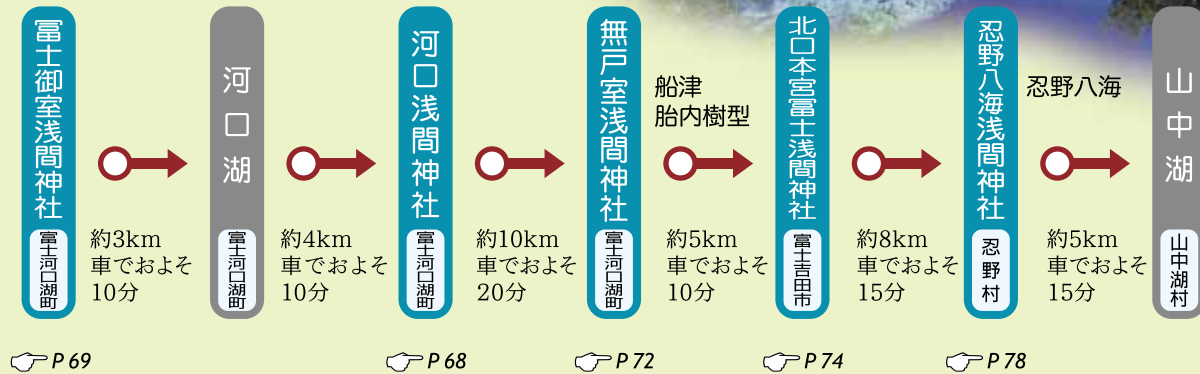 冨士御室浅間神社
富士河口湖町
約3km
車でおよそ
10分
河口湖
富士河口湖町
約4km
車でおよそ
10分
河口浅間神社
富士河口湖町
約10km
車でおよそ
20分
無戸室浅間神社
富士河口湖町
船津
胎内樹型
約5km
車でおよそ
10分
北口本宮冨士浅間神社
富士吉田市
約8km
車でおよそ
15分
忍野八海浅間神社
忍野村
忍野八海
約5km
車でおよそ
15分
山中湖
山中湖村
P 69
P 68
P 72
P 74
P 78